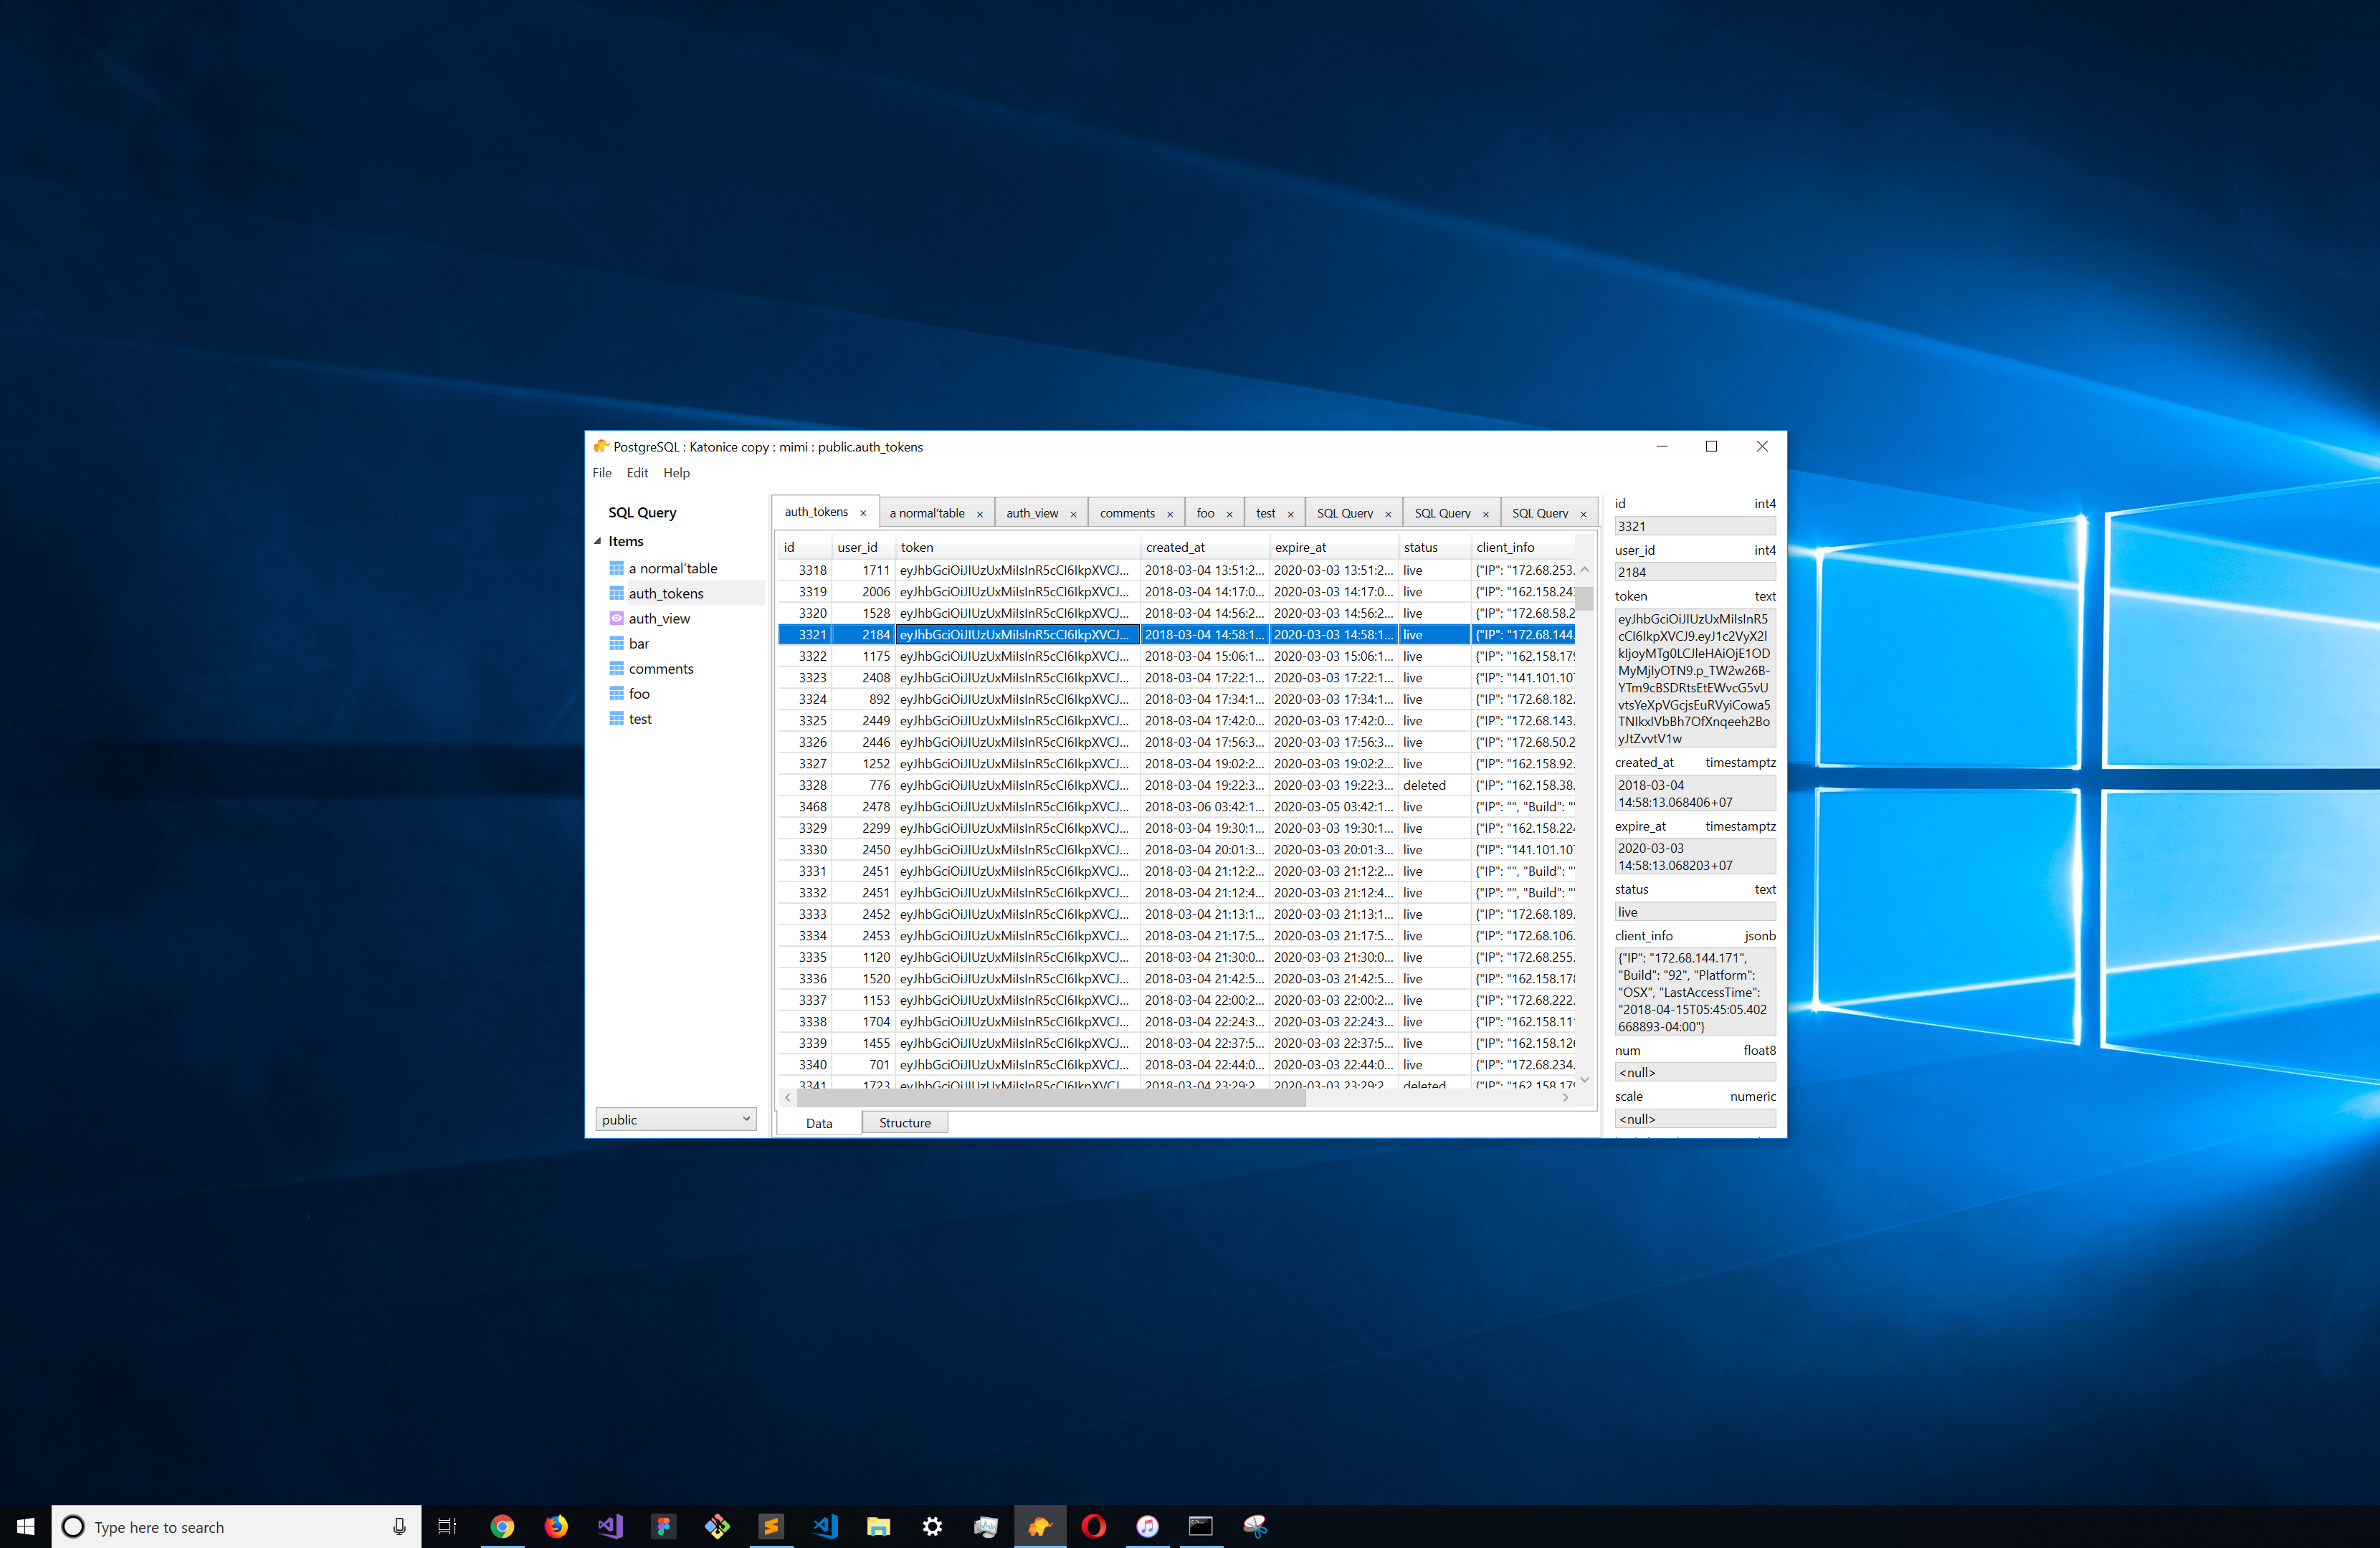 PostgreSQL : Katonice copy : mimi : public.auth_tokens
File Edit Help
SQL Query
Items
a normal'table
auth_tokens
auth_view
bar
comments
foo
test
public
auth_tokens × a normal'table × auth_view × comments × foo × test × SQL Query × SQL Query × SQL Query ×
id user_id token created_at expire_at status client_info
3318 1711 eyJhbGciOiJIUzUxMiIsInR5cCI6IkpXVCJ... 2018-03-04 13:51:2... 2020-03-03 13:51:2... live {"IP": "172.68.253.
3319 2006 eyJhbGciOiJIUzUxMiIsInR5cCI6IkpXVCJ... 2018-03-04 14:17:0... 2020-03-03 14:17:0... live {"IP": "162.158.243
3320 1528 eyJhbGciOiJIUzUxMiIsInR5cCI6IkpXVCJ... 2018-03-04 14:56:2... 2020-03-03 14:56:2... live {"IP": "172.68.58.2
3321 2184 eyJhbGciOiJIUzUxMiIsInR5cCI6IkpXVCJ... 2018-03-04 14:58:1... 2020-03-03 14:58:1... live {"IP": "172.68.144.
3322 1175 eyJhbGciOiJIUzUxMiIsInR5cCI6IkpXVCJ... 2018-03-04 15:06:1... 2020-03-03 15:06:1... live {"IP": "162.158.179
3323 2408 eyJhbGciOiJIUzUxMiIsInR5cCI6IkpXVCJ... 2018-03-04 17:22:1... 2020-03-03 17:22:1... live {"IP": "141.101.107
3324 892 eyJhbGciOiJIUzUxMiIsInR5cCI6IkpXVCJ... 2018-03-04 17:34:1... 2020-03-03 17:34:1... live {"IP": "172.68.182.
3325 2449 eyJhbGciOiJIUzUxMiIsInR5cCI6IkpXVCJ... 2018-03-04 17:42:0... 2020-03-03 17:42:0... live {"IP": "172.68.143.
3326 2446 eyJhbGciOiJIUzUxMiIsInR5cCI6IkpXVCJ... 2018-03-04 17:56:3... 2020-03-03 17:56:3... live {"IP": "172.68.50.2
3327 1252 eyJhbGciOiJIUzUxMiIsInR5cCI6IkpXVCJ... 2018-03-04 19:02:2... 2020-03-03 19:02:2... live {"IP": "162.158.92.
3328 776 eyJhbGciOiJIUzUxMiIsInR5cCI6IkpXVCJ... 2018-03-04 19:22:3... 2020-03-03 19:22:3... deleted {"IP": "162.158.38.
3468 2478 eyJhbGciOiJIUzUxMiIsInR5cCI6IkpXVCJ... 2018-03-06 03:42:1... 2020-03-05 03:42:1... live {"IP": "", "Build": ""
3329 2299 eyJhbGciOiJIUzUxMiIsInR5cCI6IkpXVCJ... 2018-03-04 19:30:1... 2020-03-03 19:30:1... live {"IP": "162.158.224
3330 2450 eyJhbGciOiJIUzUxMiIsInR5cCI6IkpXVCJ... 2018-03-04 20:01:3... 2020-03-03 20:01:3... live {"IP": "141.101.107
3331 2451 eyJhbGciOiJIUzUxMiIsInR5cCI6IkpXVCJ... 2018-03-04 21:12:2... 2020-03-03 21:12:2... live {"IP": "", "Build": ""
3332 2451 eyJhbGciOiJIUzUxMiIsInR5cCI6IkpXVCJ... 2018-03-04 21:12:4... 2020-03-03 21:12:4... live {"IP": "", "Build": ""
3333 2452 eyJhbGciOiJIUzUxMiIsInR5cCI6IkpXVCJ... 2018-03-04 21:13:1... 2020-03-03 21:13:1... live {"IP": "172.68.189.
3334 2453 eyJhbGciOiJIUzUxMiIsInR5cCI6IkpXVCJ... 2018-03-04 21:17:5... 2020-03-03 21:17:5... live {"IP": "172.68.106.
3335 1120 eyJhbGciOiJIUzUxMiIsInR5cCI6IkpXVCJ... 2018-03-04 21:30:0... 2020-03-03 21:30:0... live {"IP": "172.68.255.
3336 1520 eyJhbGciOiJIUzUxMiIsInR5cCI6IkpXVCJ... 2018-03-04 21:42:5... 2020-03-03 21:42:5... live {"IP": "162.158.178
3337 1153 eyJhbGciOiJIUzUxMiIsInR5cCI6IkpXVCJ... 2018-03-04 22:00:2... 2020-03-03 22:00:2... live {"IP": "172.68.222.
3338 1704 eyJhbGciOiJIUzUxMiIsInR5cCI6IkpXVCJ... 2018-03-04 22:24:3... 2020-03-03 22:24:3... live {"IP": "162.158.111
3339 1455 eyJhbGciOiJIUzUxMiIsInR5cCI6IkpXVCJ... 2018-03-04 22:37:5... 2020-03-03 22:37:5... live {"IP": "162.158.126
3340 701 eyJhbGciOiJIUzUxMiIsInR5cCI6IkpXVCJ... 2018-03-04 22:44:0... 2020-03-03 22:44:0... live {"IP": "172.68.234.
3341 1723 eyJhbGciOiJIUzUxMiIsInR5cCI6IkpXVCJ... 2018-03-04 23:29:2... 2020-03-03 23:29:2... deleted {"IP": "162.158.179
Data Structure
id int4
3321
user_id int4
2184
token text
eyJhbGciOiJIUzUxMiIsInR5
cCI6IkpXVCJ9.eyJ1c2VyX2l
kIjoyMTg0LCJleHAiOjE1OD
MyMjIyOTN9.p_TW2w26B-
YTm9cBSDRtsEtEWvcG5vU
vtsYeXpVGcjsEuRVyiCowa5
TNIkxIVbBh7OfXnqeeh2Bo
yJtZvvtV1w
created_at timestamptz
2018-03-04
14:58:13.068406+07
expire_at timestamptz
2020-03-03
14:58:13.068203+07
status text
live
client_info jsonb
{"IP": "172.68.144.171",
"Build": "92", "Platform":
"OSX", "LastAccessTime":
"2018-04-15T05:45:05.402
668893-04:00"}
num float8
<null>
scale numeric
<null>
Type here to search